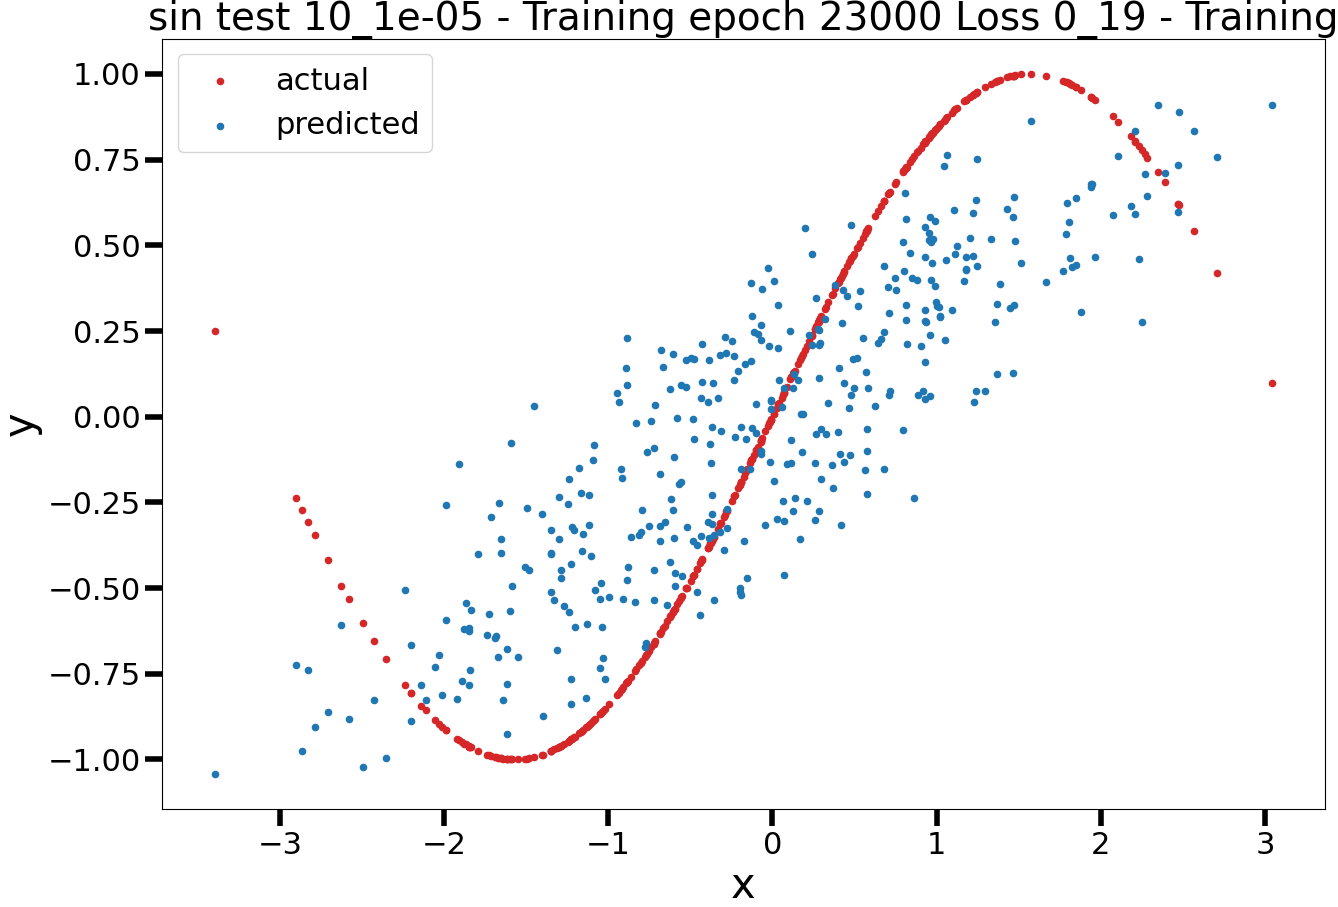 sin test 10_1e-05 - Training epoch 23000 Loss 0_19 - Training
actual
predicted
1.00
0.75
0.50
0.25
0.00
−0.25
−0.50
−0.75
−1.00
y
−3 −2 −1 0 1 2 3
x